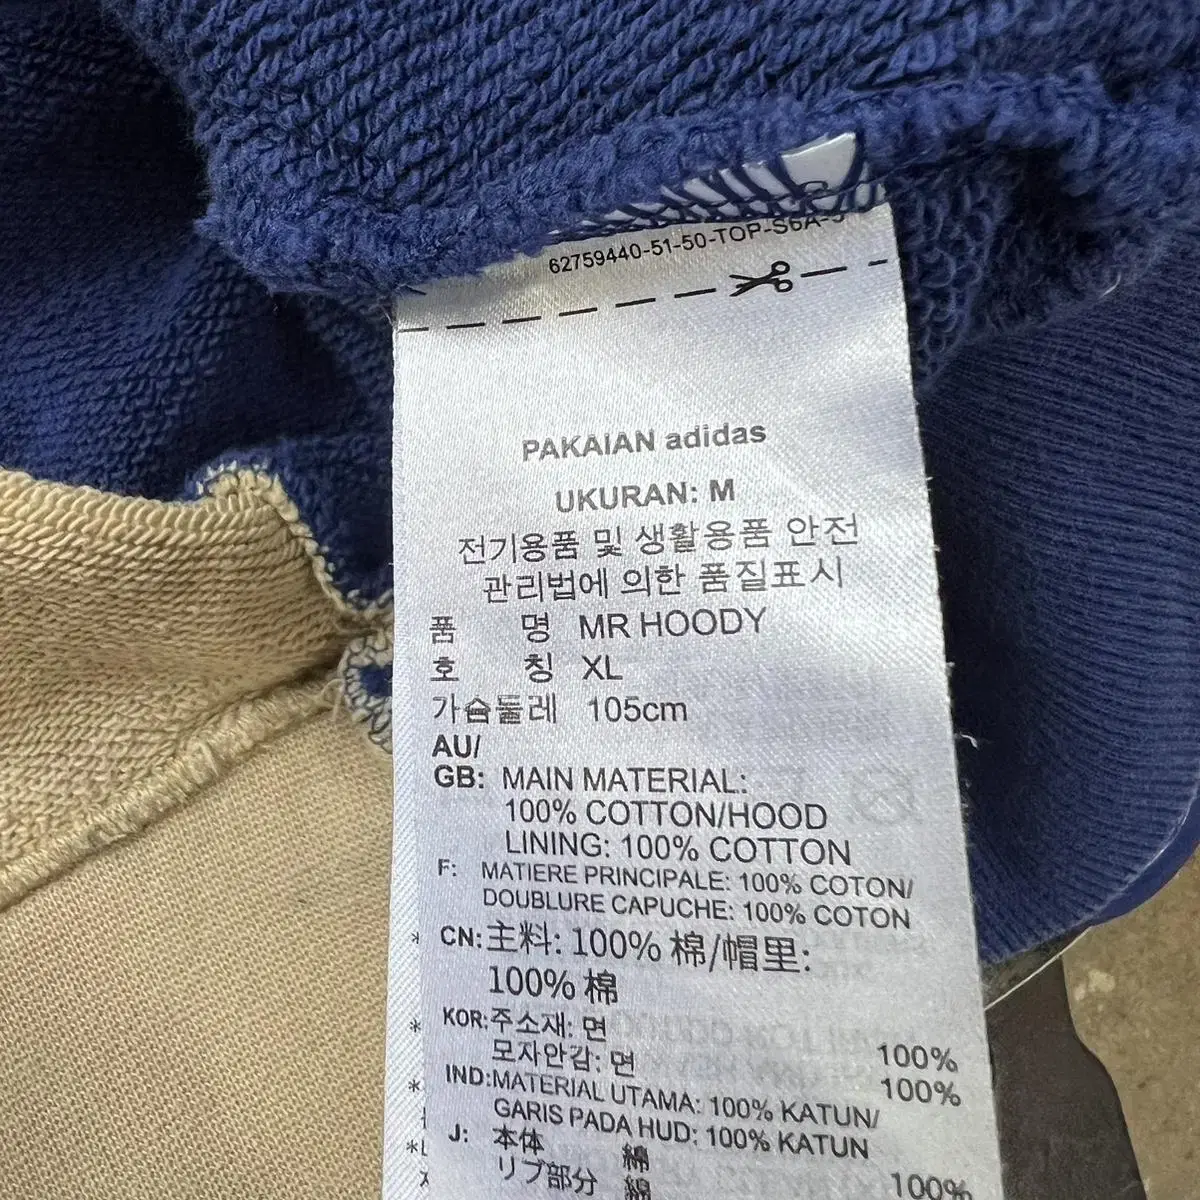 62759440-51-50-TOP-S6A-
PAKAIAN adidas
UKURAN: M
전기용품 및 생활용품 안전
관리법에 의한 품질표시
품 명 MR HOODY
호 칭 XL
가슴둘레 105cm
AU/
GB: MAIN MATERIAL:
100% COTTON/HOOD
LINING: 100% COTTON
F: MATIERE PRINCIPALE: 100% COTON/
DOUBLURE CAPUCHE: 100% COTON
CN: 主料: 100% 棉/帽里:
100% 棉
KOR: 주소재: 면 100%
모자안감: 면 100%
IND: MATERIAL UTAMA: 100% KATUN/
GARIS PADA HUD: 100% KATUN
J: 本体 綿 100%
リブ部分 綿